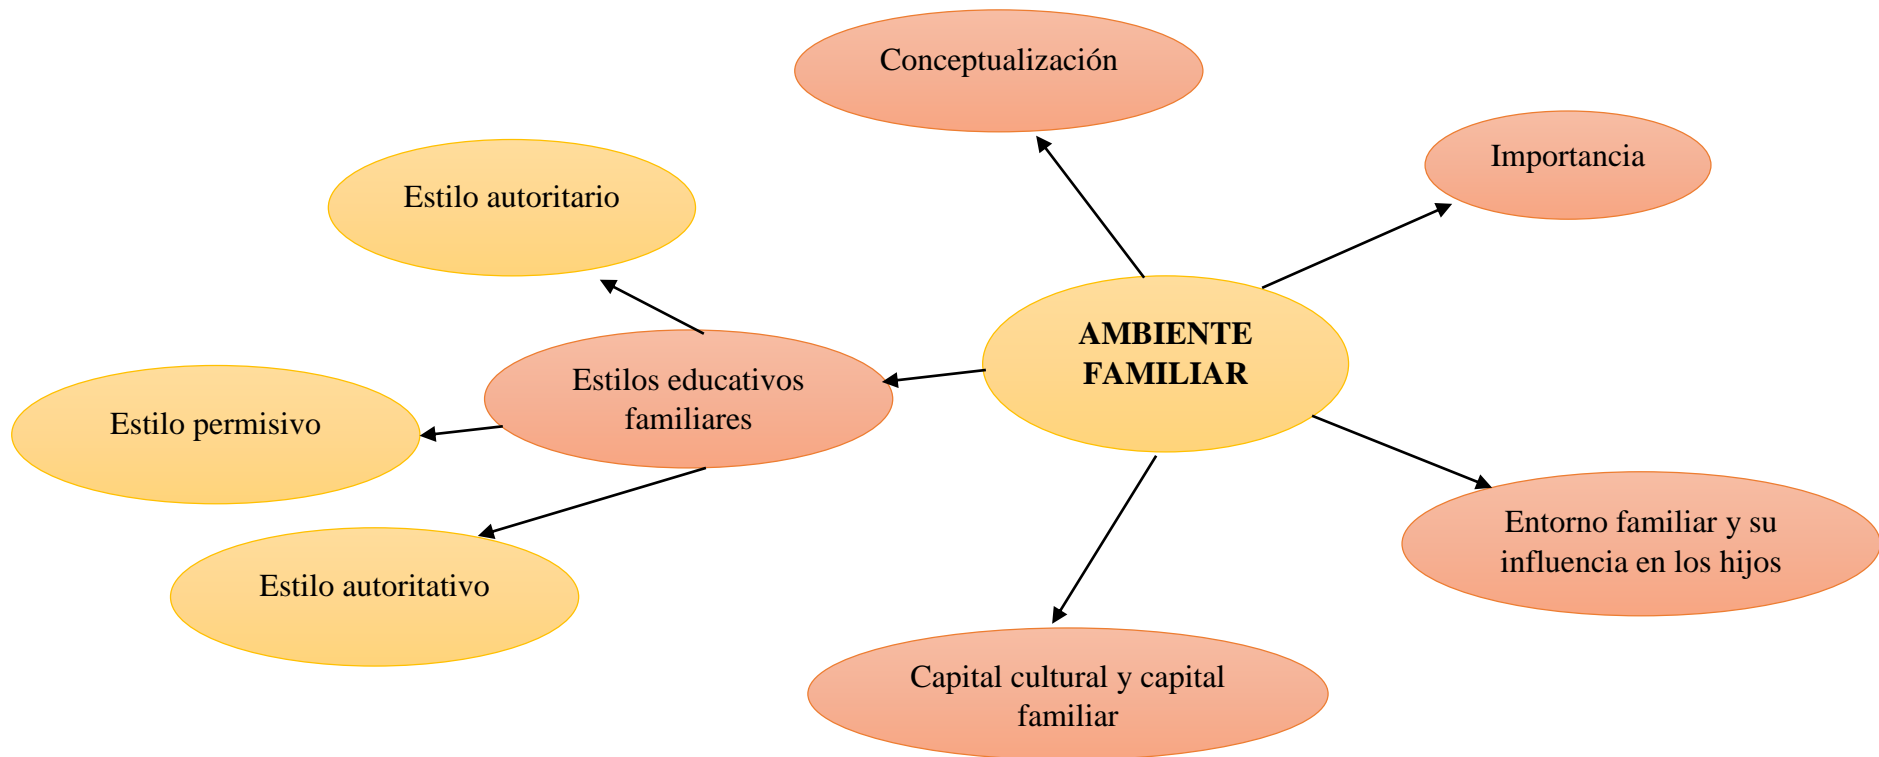 Conceptualización
Importancia
Estilo autoritario
AMBIENTE
FAMILIAR
Estilos educativos
familiares
Estilo permisivo
Entorno familiar y su
influencia en los hijos
Estilo autoritativo
Capital cultural y capital
familiar